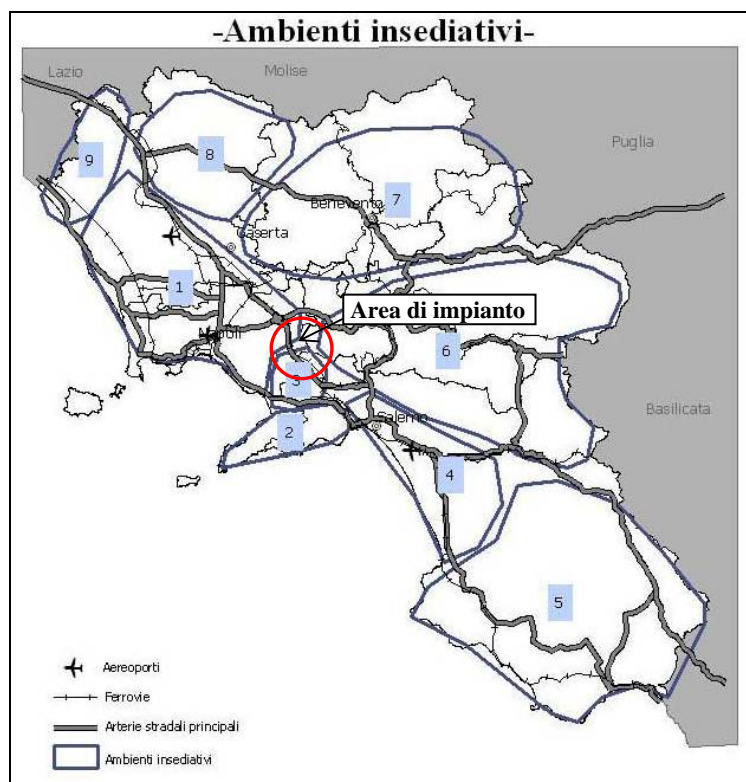 -Ambienti insediativi-
Lazio
Molise
Puglia
9
8
7
Benevento
Caserta
1
Area di impianto
Napoli
6
3
Basilicata
2
Salerno
4
5
Aereoporti
Ferrovie
Arterie stradali principali
Ambienti insediativi